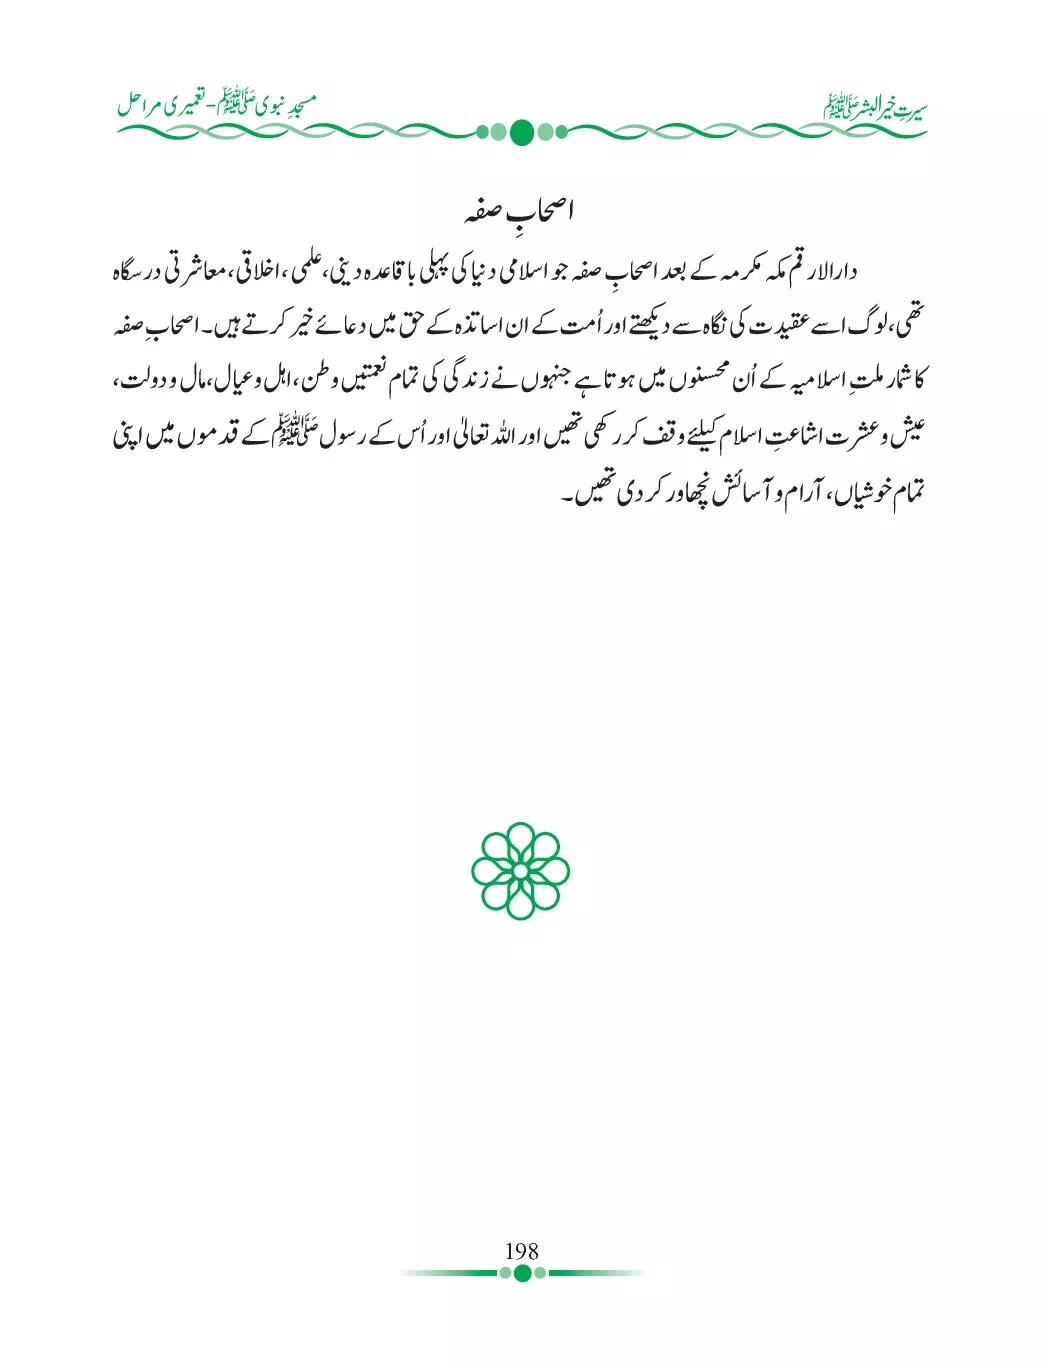 سیرتِ خیر البشر ﷺ
مسجدِ نبوی ﷺ - تعمیری مراحل
اصحابِ صفہ
دارالارقم مکہ مکرمہ کے بعد اصحابِ صفہ جو اسلامی دنیا کی پہلی باقاعدہ دینی، علمی، اخلاقی، معاشرتی درسگاہ
تھی، لوگ اسے عقیدت کی نگاہ سے دیکھتے اور اُمت کے ان اساتذہ کے حق میں دعائے خیر کرتے ہیں۔ اصحابِ صفہ
کا شمار ملتِ اسلامیہ کے اُن محسنوں میں ہوتا ہے جنہوں نے زندگی کی تمام نعمتیں وطن، اہل و عیال، مال و دولت،
عیش و عشرت اشاعتِ اسلام کیلئے وقف کر رکھی تھیں اور اللہ تعالیٰ اور اُس کے رسول ﷺ کے قدموں میں اپنی
تمام خوشیاں، آرام و آسائش نچھاور کر دی تھیں۔
198